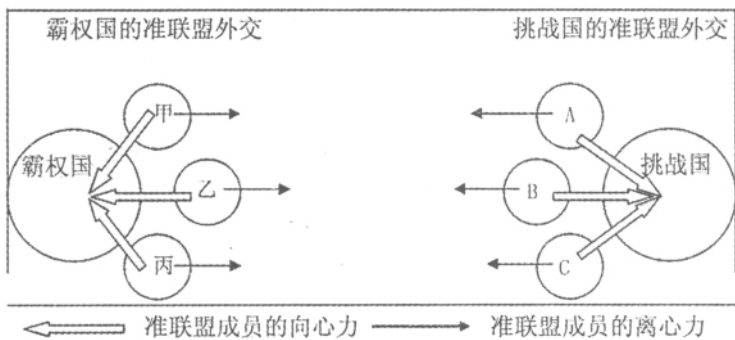 霸权国的准联盟外交
挑战国的准联盟外交
甲
A
霸权国
乙
B
挑战国
丙
C
准联盟成员的向心力
准联盟成员的离心力